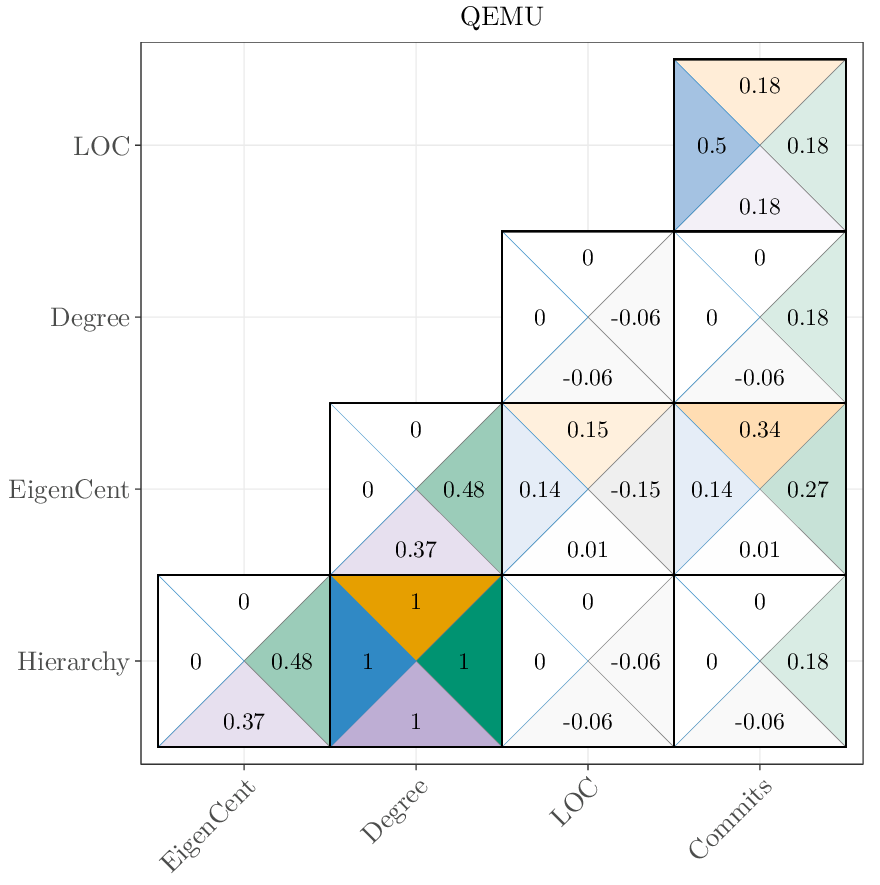 QEMU
0.18
LOC
0.5 0.18
0.18
0 0
Degree
0 -0.06 0 0.18
-0.06 -0.06
0 0.15 0.34
EigenCent
0 0.48 0.14 -0.15 0.14 0.27
0.37 0.01 0.01
0 1 0 0
Hierarchy
0 0.48 1 1 0 -0.06 0 0.18
0.37 1 -0.06 -0.06
EigenCent
Degree
LOC
Commits